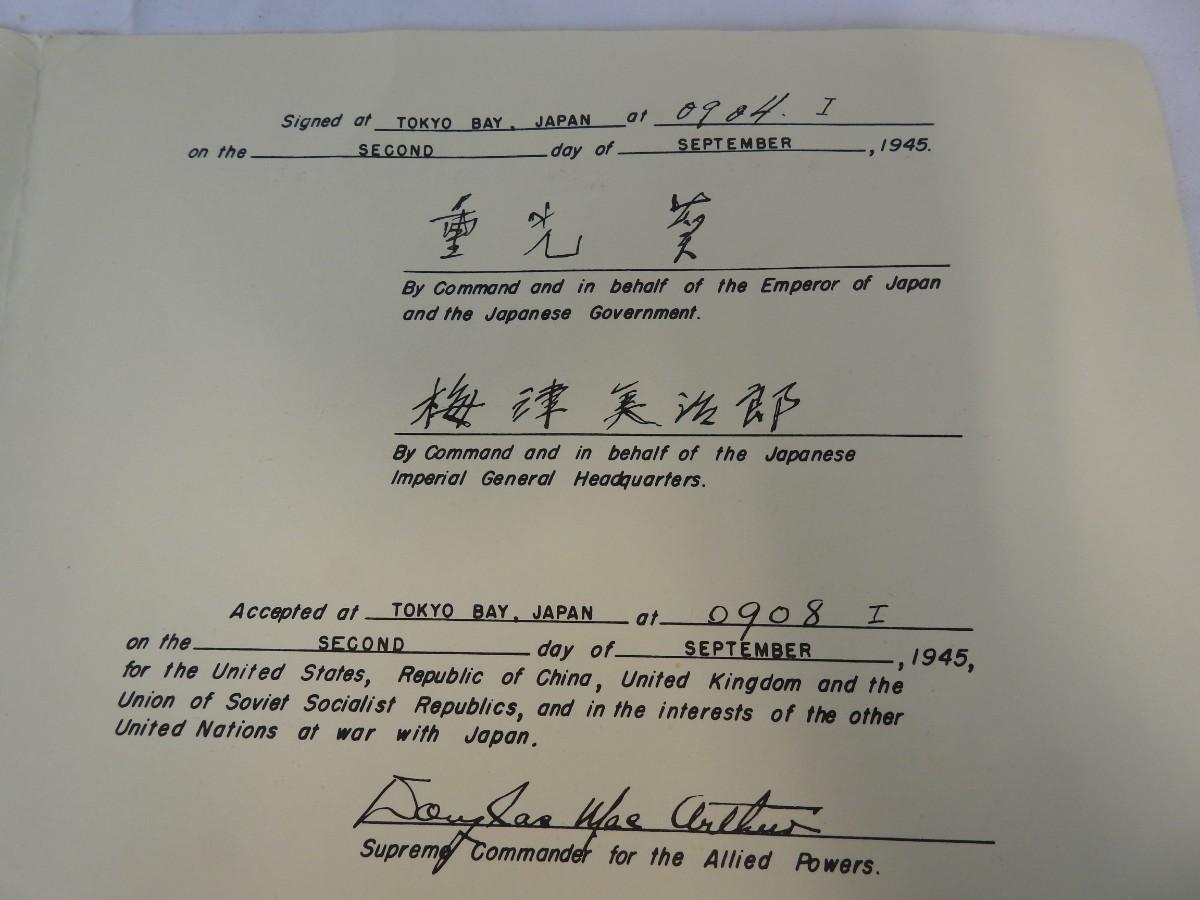 Signed at TOKYO BAY, JAPAN at 0904 I
on the SECOND day of SEPTEMBER, 1945.
重光 葵
By Command and in behalf of the Emperor of Japan
and the Japanese Government.
梅津美治郎
By Command and in behalf of the Japanese
Imperial General Headquarters.
Accepted at TOKYO BAY, JAPAN at 0908 I
on the SECOND day of SEPTEMBER, 1945,
for the United States, Republic of China, United Kingdom and the
Union of Soviet Socialist Republics, and in the interests of the other
United Nations at war with Japan.
Douglas MacArthur
Supreme Commander for the Allied Powers.